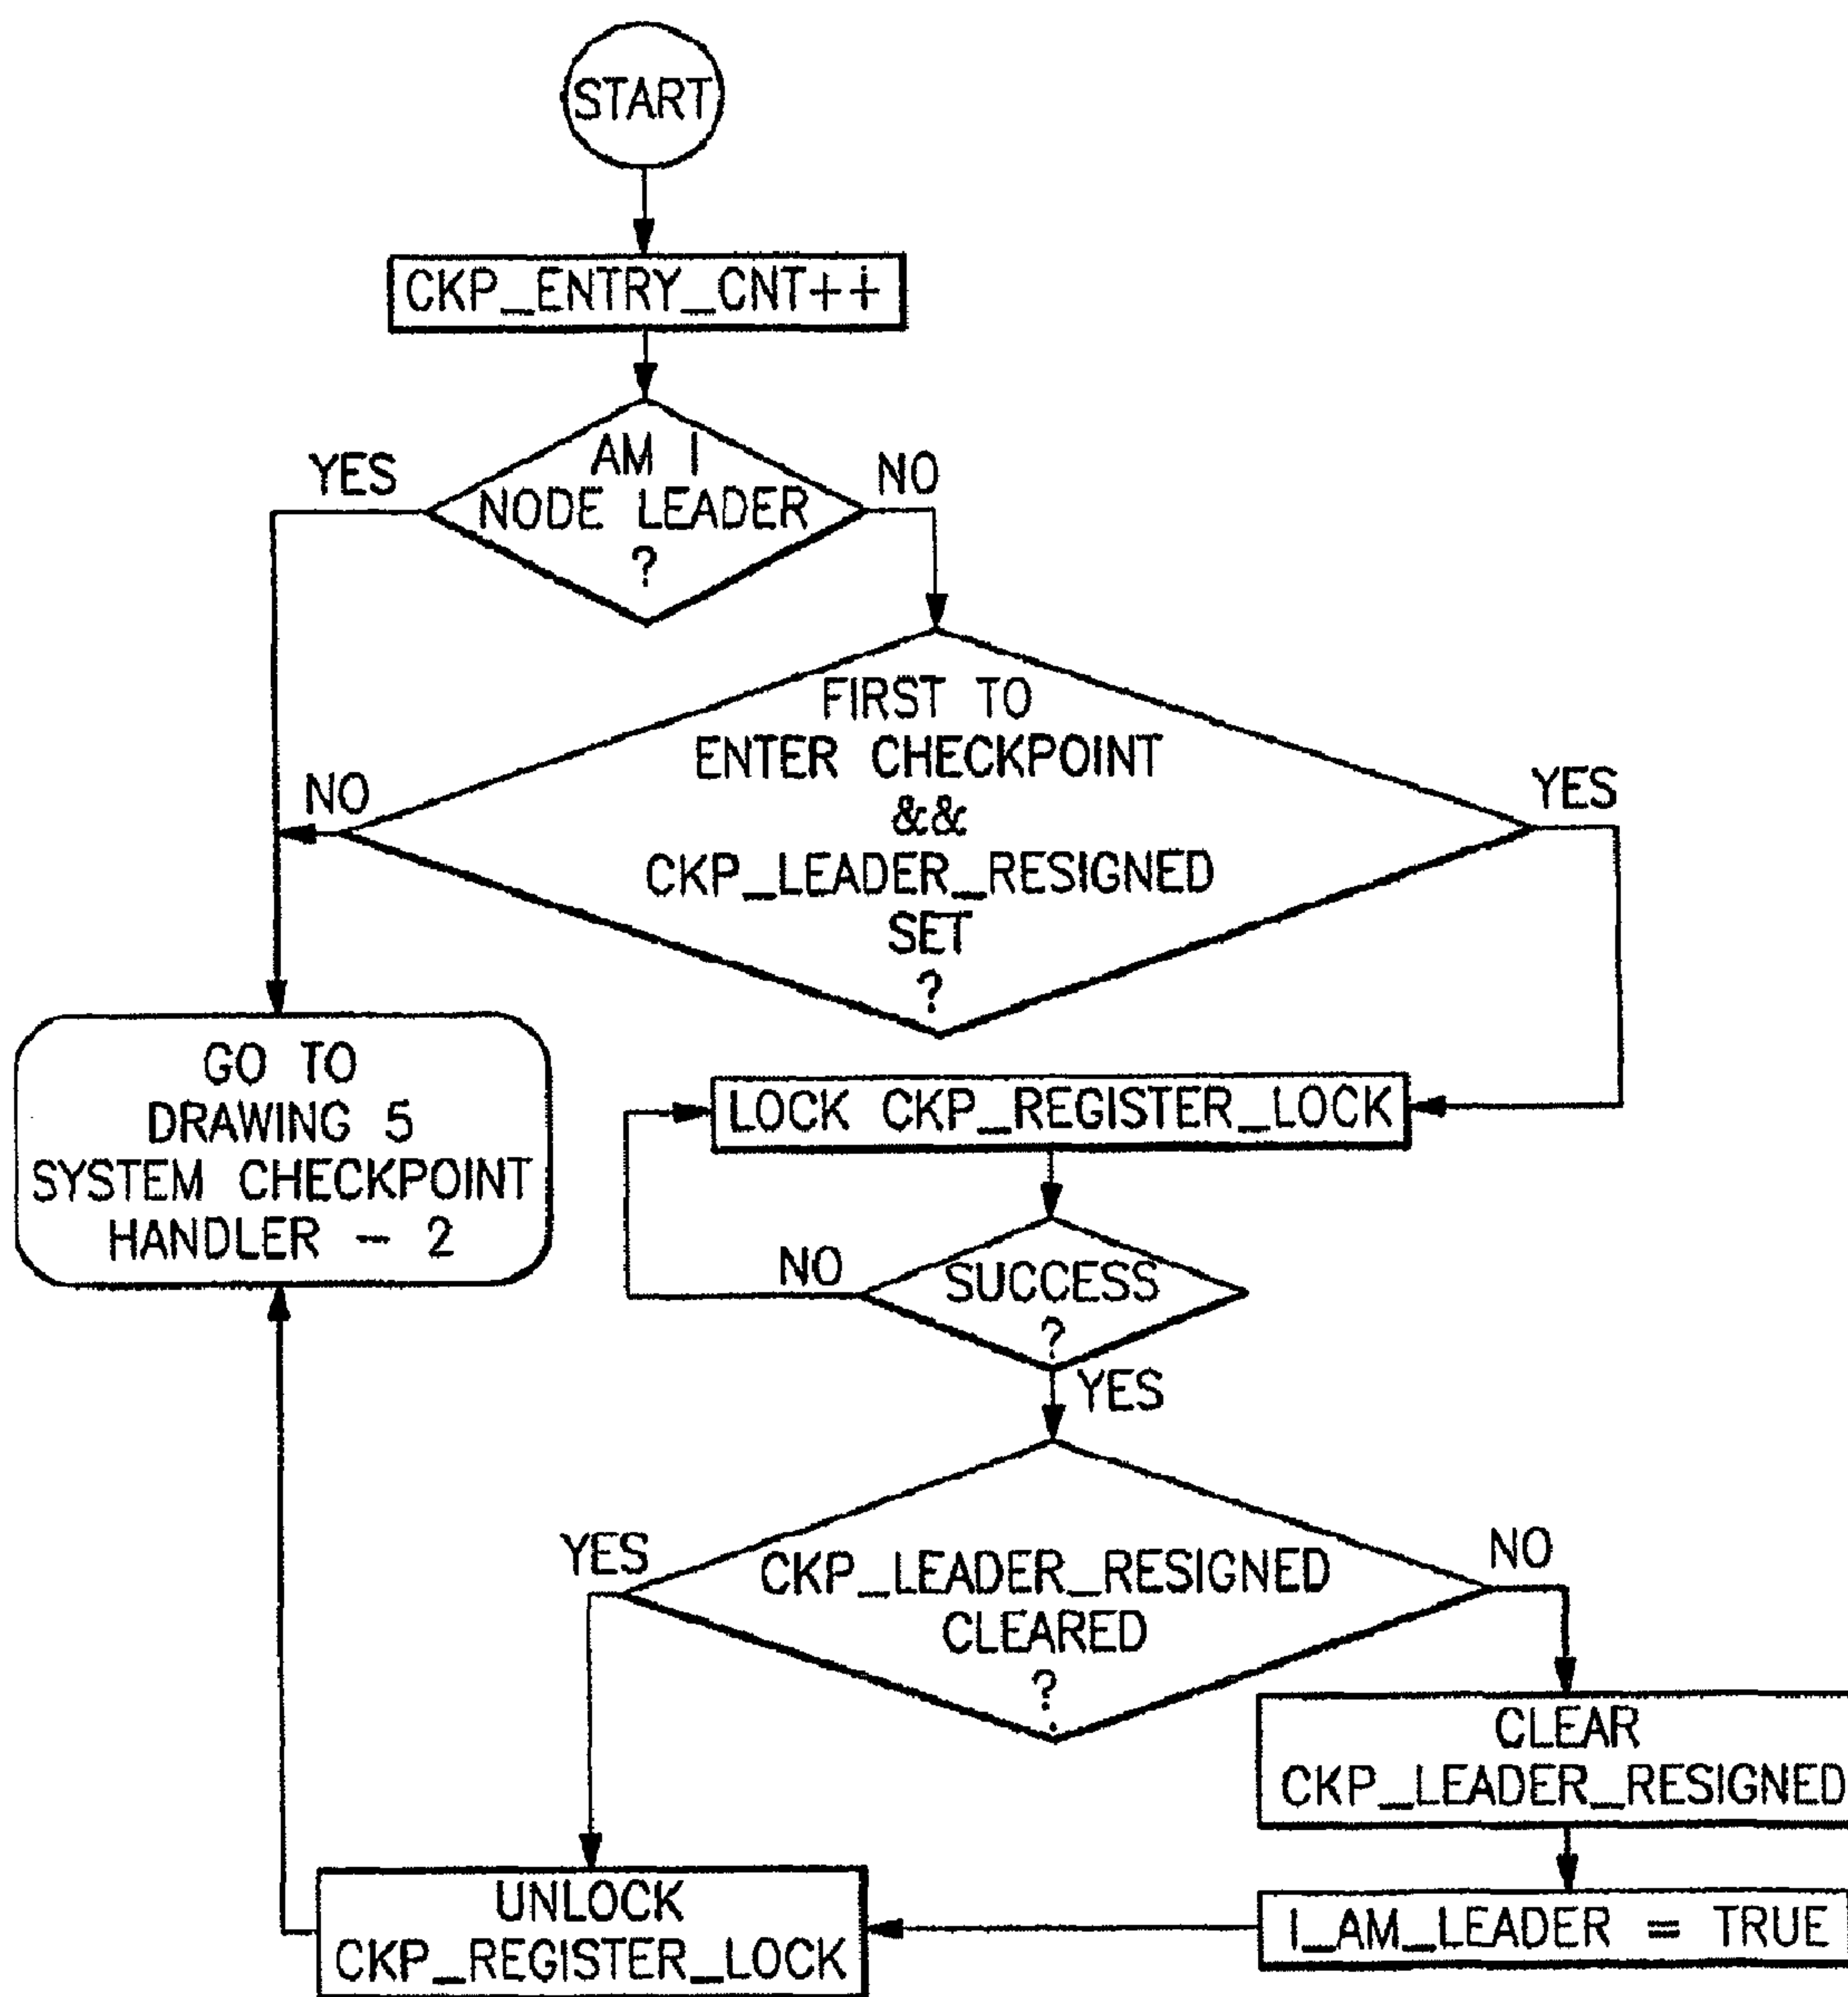 START
CKP_ENTRY_CNT++
AM I
NODE LEADER
?
YES
NO
FIRST TO
ENTER CHECKPOINT
&&
CKP_LEADER_RESIGNED
SET
?
NO
YES
GO TO
DRAWING 5
SYSTEM CHECKPOINT
HANDLER - 2
LOCK CKP_REGISTER_LOCK
SUCCESS
?
NO
YES
CKP_LEADER_RESIGNED
CLEARED
?
YES
NO
CLEAR
CKP_LEADER_RESIGNED
I_AM_LEADER = TRUE
UNLOCK
CKP_REGISTER_LOCK